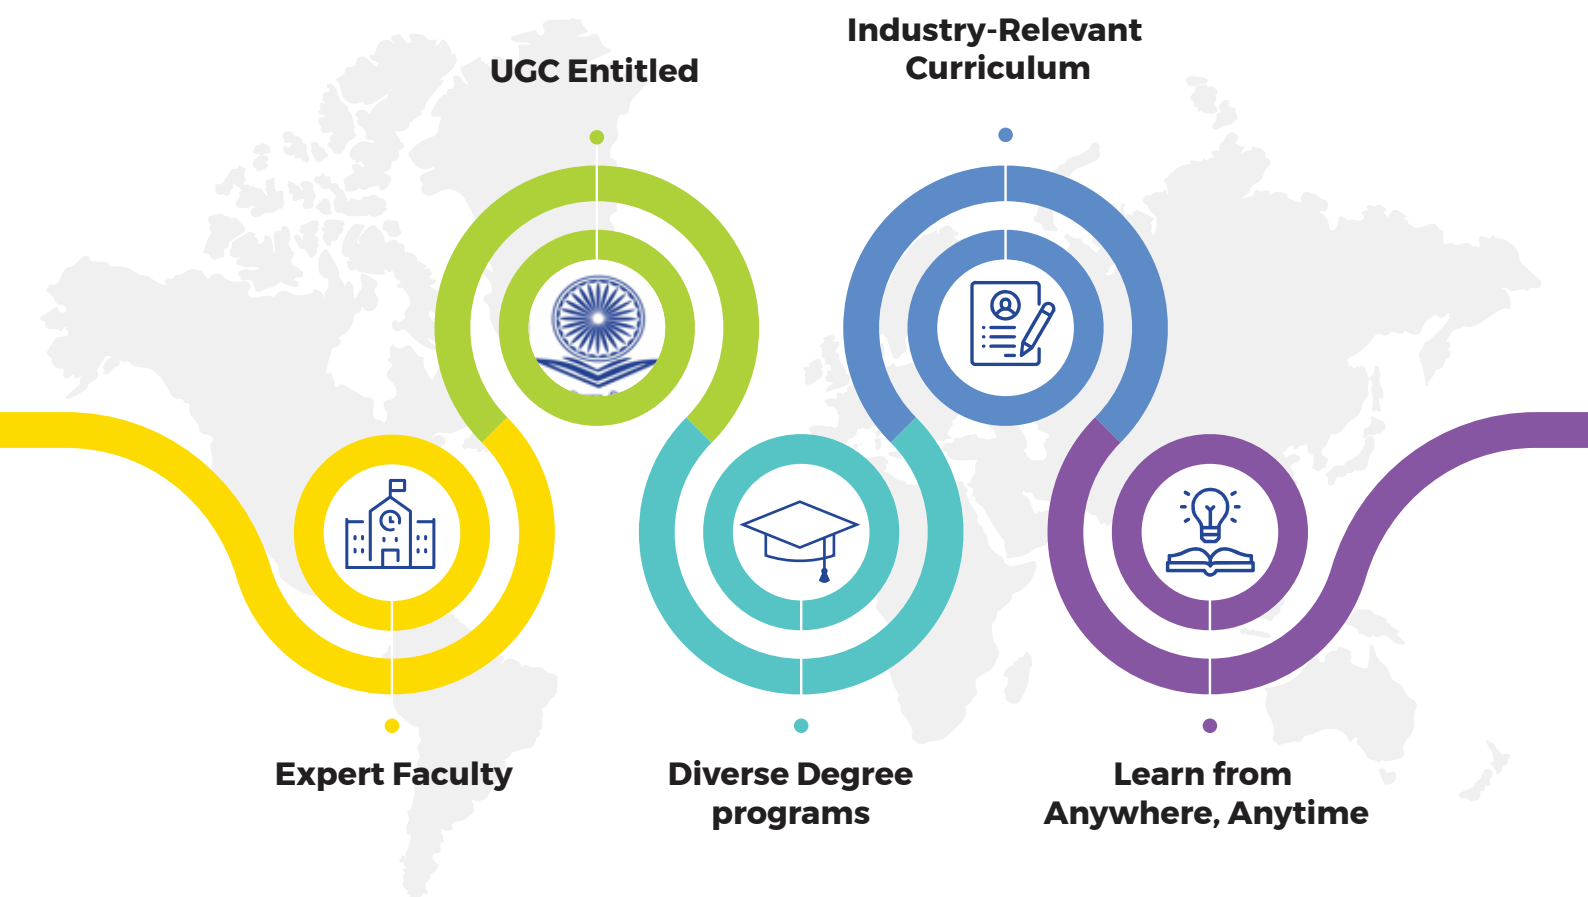 UGC Entitled
Industry-Relevant
Curriculum
Expert Faculty
Diverse Degree
programs
Learn from
Anywhere, Anytime